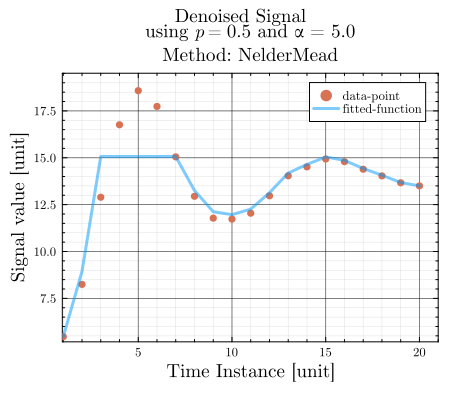 Denoised Signal
using p = 0.5 and α = 5.0
Method: NelderMead
data-point
fitted-function
17.5
15.0
12.5
10.0
7.5
Signal value [unit]
5
10
15
20
Time Instance [unit]